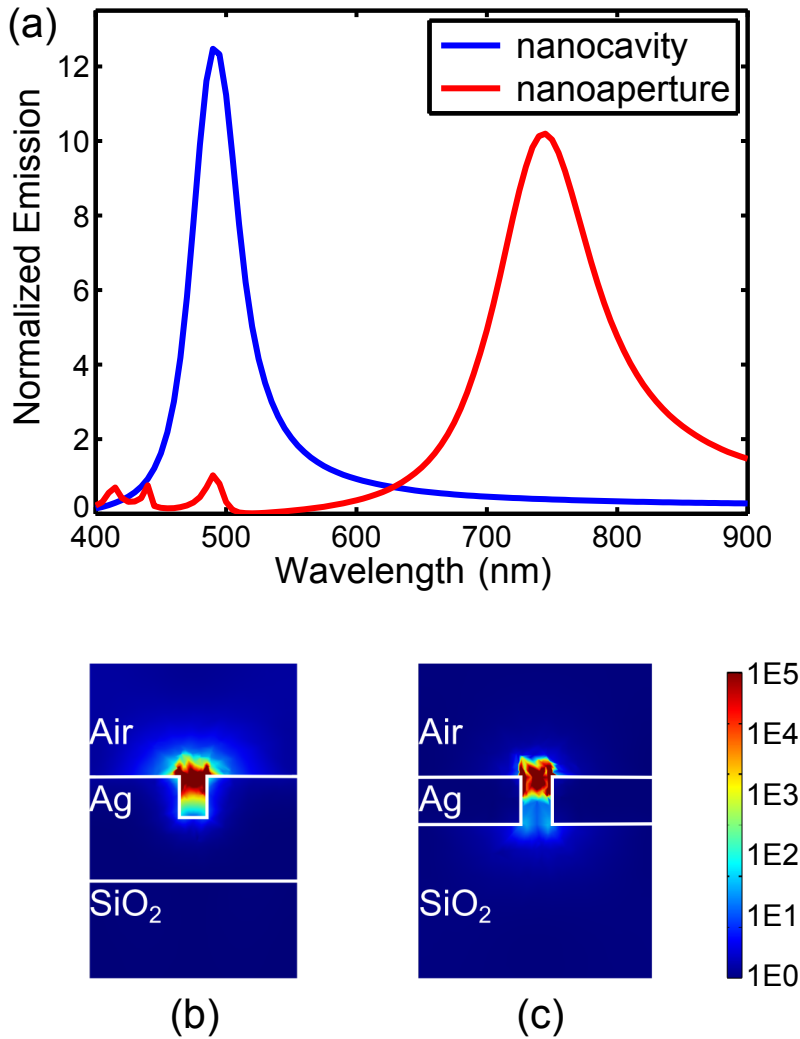 (a)
nanocavity
nanoaperture
Normalized Emission
12
10
8
6
4
2
0
400 500 600 700 800 900
Wavelength (nm)
Air
Ag
SiO₂
(b)
Air
Ag
SiO₂
(c)
1E5
1E4
1E3
1E2
1E1
1E0